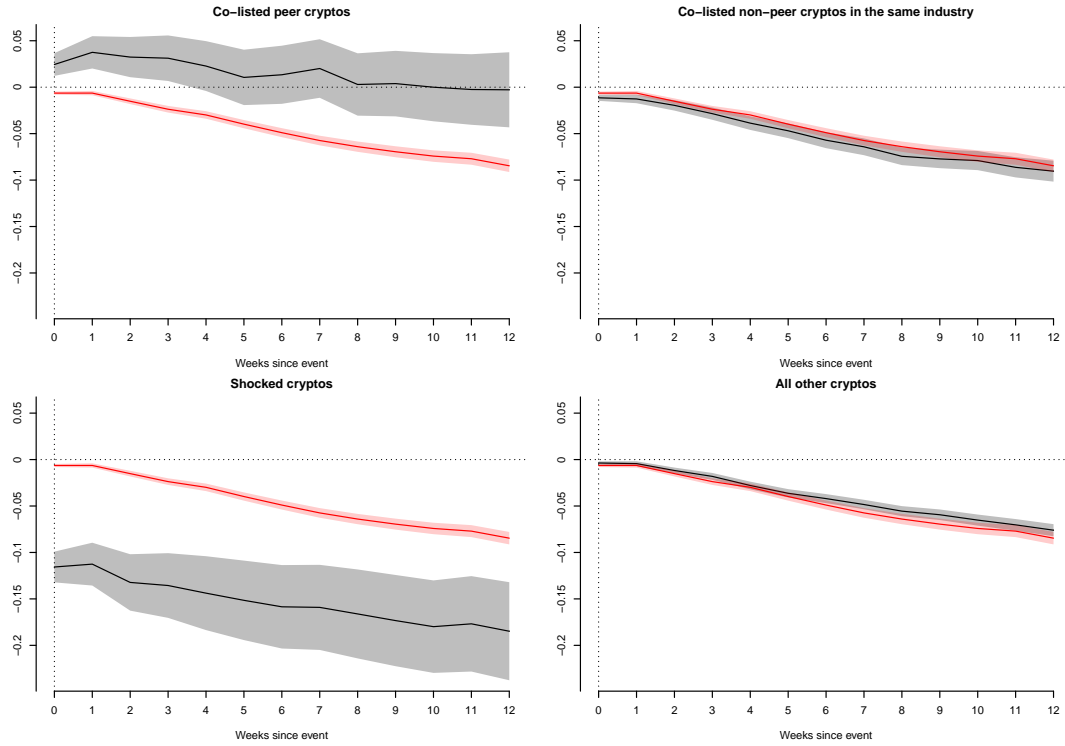 Co−listed peer cryptos
0.05
0
−0.05
−0.1
−0.15
−0.2
0 1 2 3 4 5 6 7 8 9 10 11 12
Weeks since event
Co−listed non−peer cryptos in the same industry
0.05
0
−0.05
−0.1
−0.15
−0.2
0 1 2 3 4 5 6 7 8 9 10 11 12
Weeks since event
Shocked cryptos
0.05
0
−0.05
−0.1
−0.15
−0.2
0 1 2 3 4 5 6 7 8 9 10 11 12
Weeks since event
All other cryptos
0.05
0
−0.05
−0.1
−0.15
−0.2
0 1 2 3 4 5 6 7 8 9 10 11 12
Weeks since event